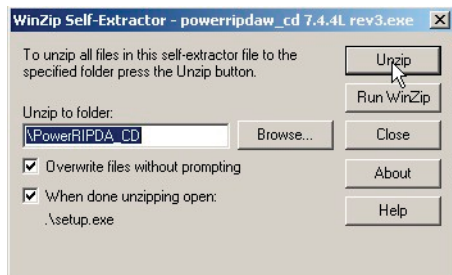 WinZip Self-Extractor - powerripdaw_cd 7.4.4L rev3.exe
To unzip all files in this self-extractor file to the
specified folder press the Unzip button.
Unzip to folder:
\PowerRIPDA_CD
Browse...
Overwrite files without prompting
When done unzipping open:
.\setup.exe
Unzip
Run WinZip
Close
About
Help